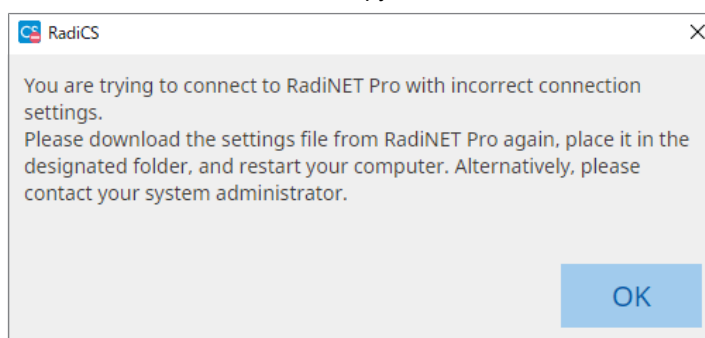 RadiCS
You are trying to connect to RadiNET Pro with incorrect connection
settings.
Please download the settings file from RadiNET Pro again, place it in the
designated folder, and restart your computer. Alternatively, please
contact your system administrator.
OK